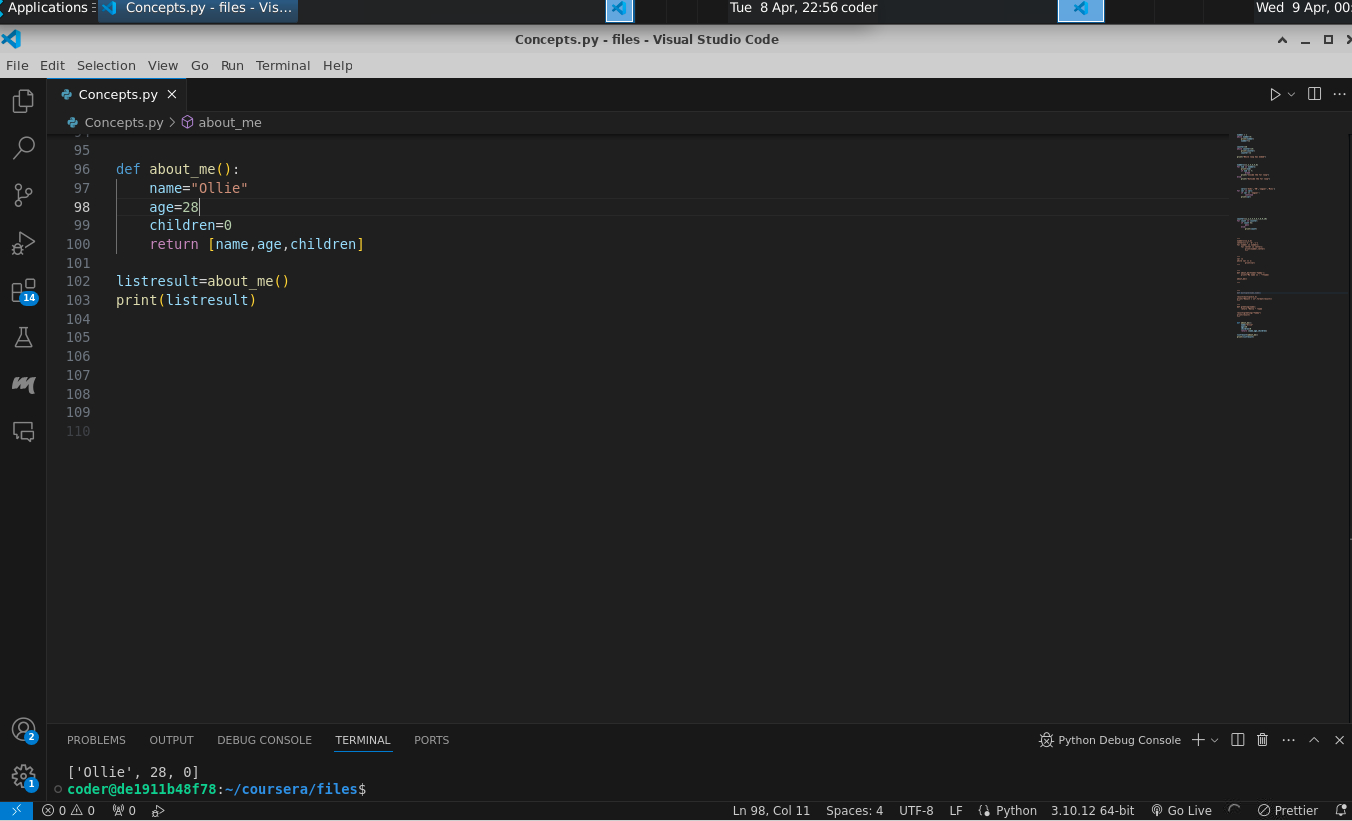 Applications Concepts.py - files - Vis... Tue 8 Apr, 22:56 coder Wed 9 Apr, 00:
Concepts.py - files - Visual Studio Code
File Edit Selection View Go Run Terminal Help
Concepts.py
Concepts.py > about_me
95
96 def about_me():
97 name="Ollie"
98 age=28
99 children=0
100 return [name,age,children]
101
102 listresult=about_me()
103 print(listresult)
104
105
106
107
108
109
110
14
2
1
PROBLEMS OUTPUT DEBUG CONSOLE TERMINAL PORTS Python Debug Console
['Ollie', 28, 0]
coder@de1911b48f78:~/coursera/files$
0 0 0 Ln 98, Col 11 Spaces: 4 UTF-8 LF Python 3.10.12 64-bit Go Live Prettier